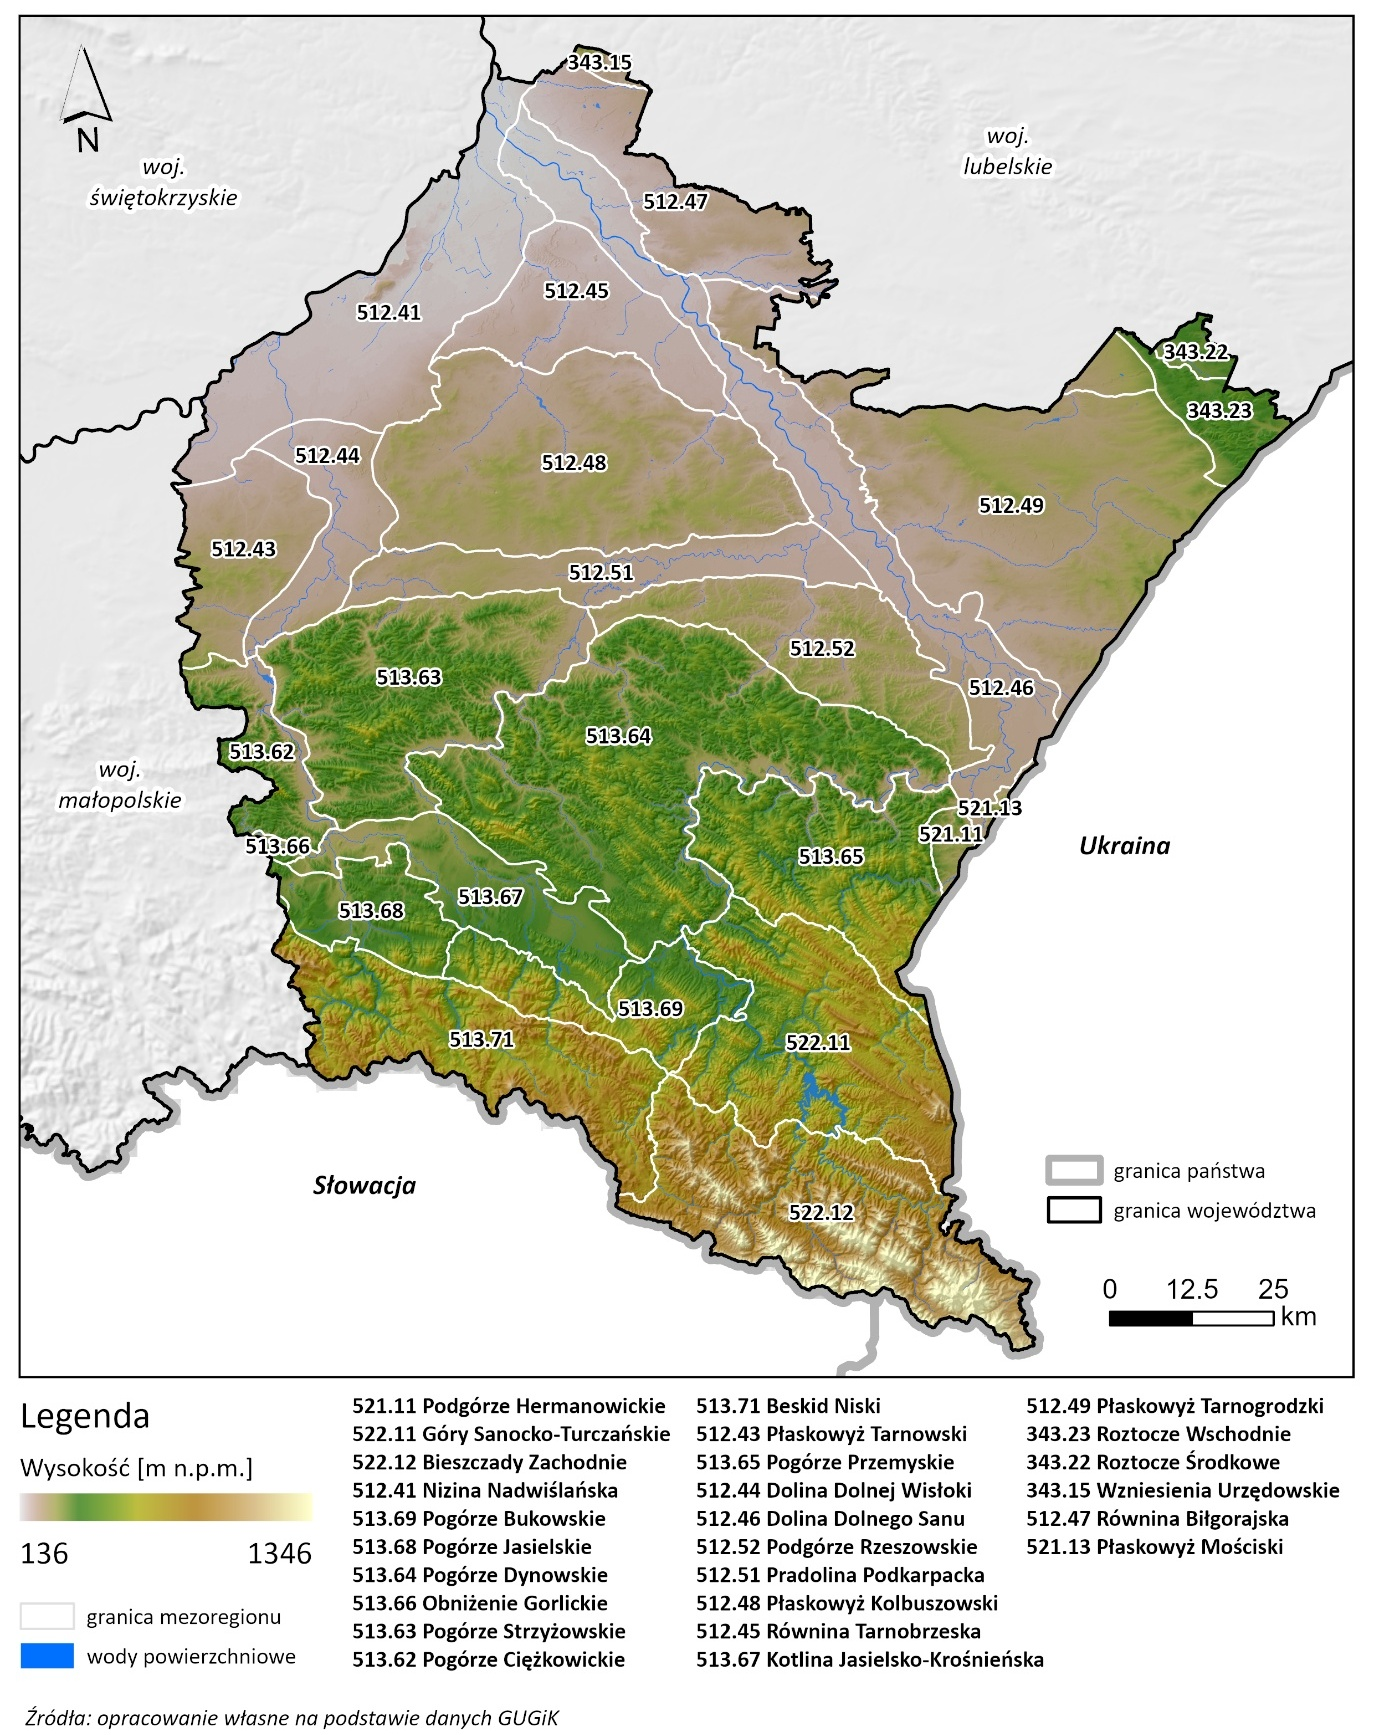 343.15
N
woj.
świętokrzyskie
woj.
lubelskie
512.47
512.45
512.41
343.22
343.23
512.44
512.48
512.49
512.43
512.51
512.52
513.63
512.46
513.64
513.62
woj.
małopolskie
521.13
521.11
513.66
513.65
Ukraina
513.67
513.68
513.69
513.71
522.11
Słowacja
522.12
granica państwa
granica województwa
0 12.5 25
km
Legenda
Wysokość [m n.p.m.]
136 1346
granica mezoregionu
wody powierzchniowe
521.11 Podgórze Hermanowickie
522.11 Góry Sanocko-Turczańskie
522.12 Bieszczady Zachodnie
512.41 Nizina Nadwiślańska
513.69 Pogórze Bukowskie
513.68 Pogórze Jasielskie
513.64 Pogórze Dynowskie
513.66 Obniżenie Gorlickie
513.63 Pogórze Strzyżowskie
513.62 Pogórze Ciężkowickie
513.71 Beskid Niski
512.43 Płaskowyż Tarnowski
513.65 Pogórze Przemyskie
512.44 Dolina Dolnej Wisłoki
512.46 Dolina Dolnego Sanu
512.52 Podgórze Rzeszowskie
512.51 Pradolina Podkarpacka
512.48 Płaskowyż Kolbuszowski
512.45 Równina Tarnobrzeska
513.67 Kotlina Jasielsko-Krośnieńska
512.49 Płaskowyż Tarnogrodzki
343.23 Roztocze Wschodnie
343.22 Roztocze Środkowe
343.15 Wzniesienia Urzędowskie
512.47 Równina Biłgorajska
521.13 Płaskowyż Mościski
Źródła: opracowanie własne na podstawie danych GUGiK